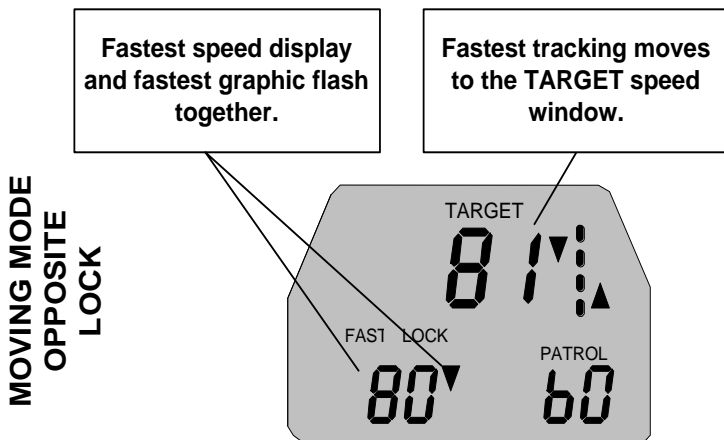 Fastest speed display
and fastest graphic flash
together.
Fastest tracking moves
to the TARGET speed
window.
MOVING MODE
OPPOSITE
LOCK
TARGET
81
FAST LOCK
80
PATROL
60